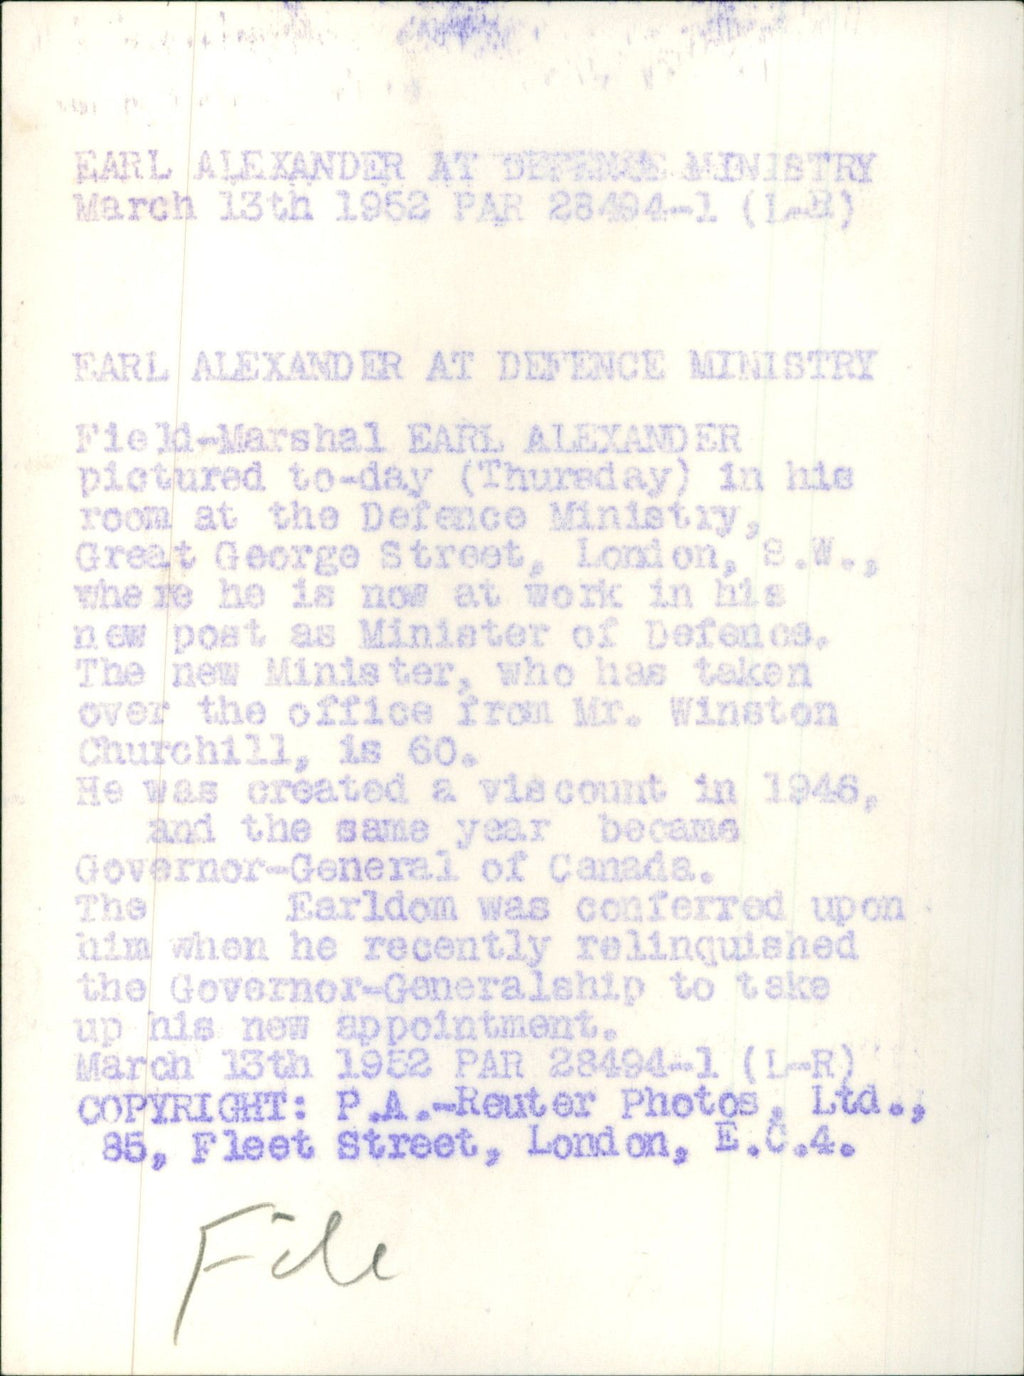 EARL ALEXANDER AT DEFENCE MINISTRY
March 13th 1952 PAR 28494-1 (L-R)
EARL ALEXANDER AT DEFENCE MINISTRY
Field-Marshal EARL ALEXANDER
pictured to-day (Thursday) in his
room at the Defence Ministry,
Great George Street, London, S.W.,
where he is now at work in his
new post as Minister of Defence.
The new Minister, who has taken
over the office from Mr. Winston
Churchill, is 60.
He was created a viscount in 1946,
and the same year became
Governor-General of Canada.
The Earldom was conferred upon
him when he recently relinquished
the Governor-Generalship to take
up his new appointment.
March 13th 1952 PAR 28494-1 (L-R)
COPYRIGHT: P.A.-Reuter Photos, Ltd.,
85, Fleet Street, London, E.C.4.
File